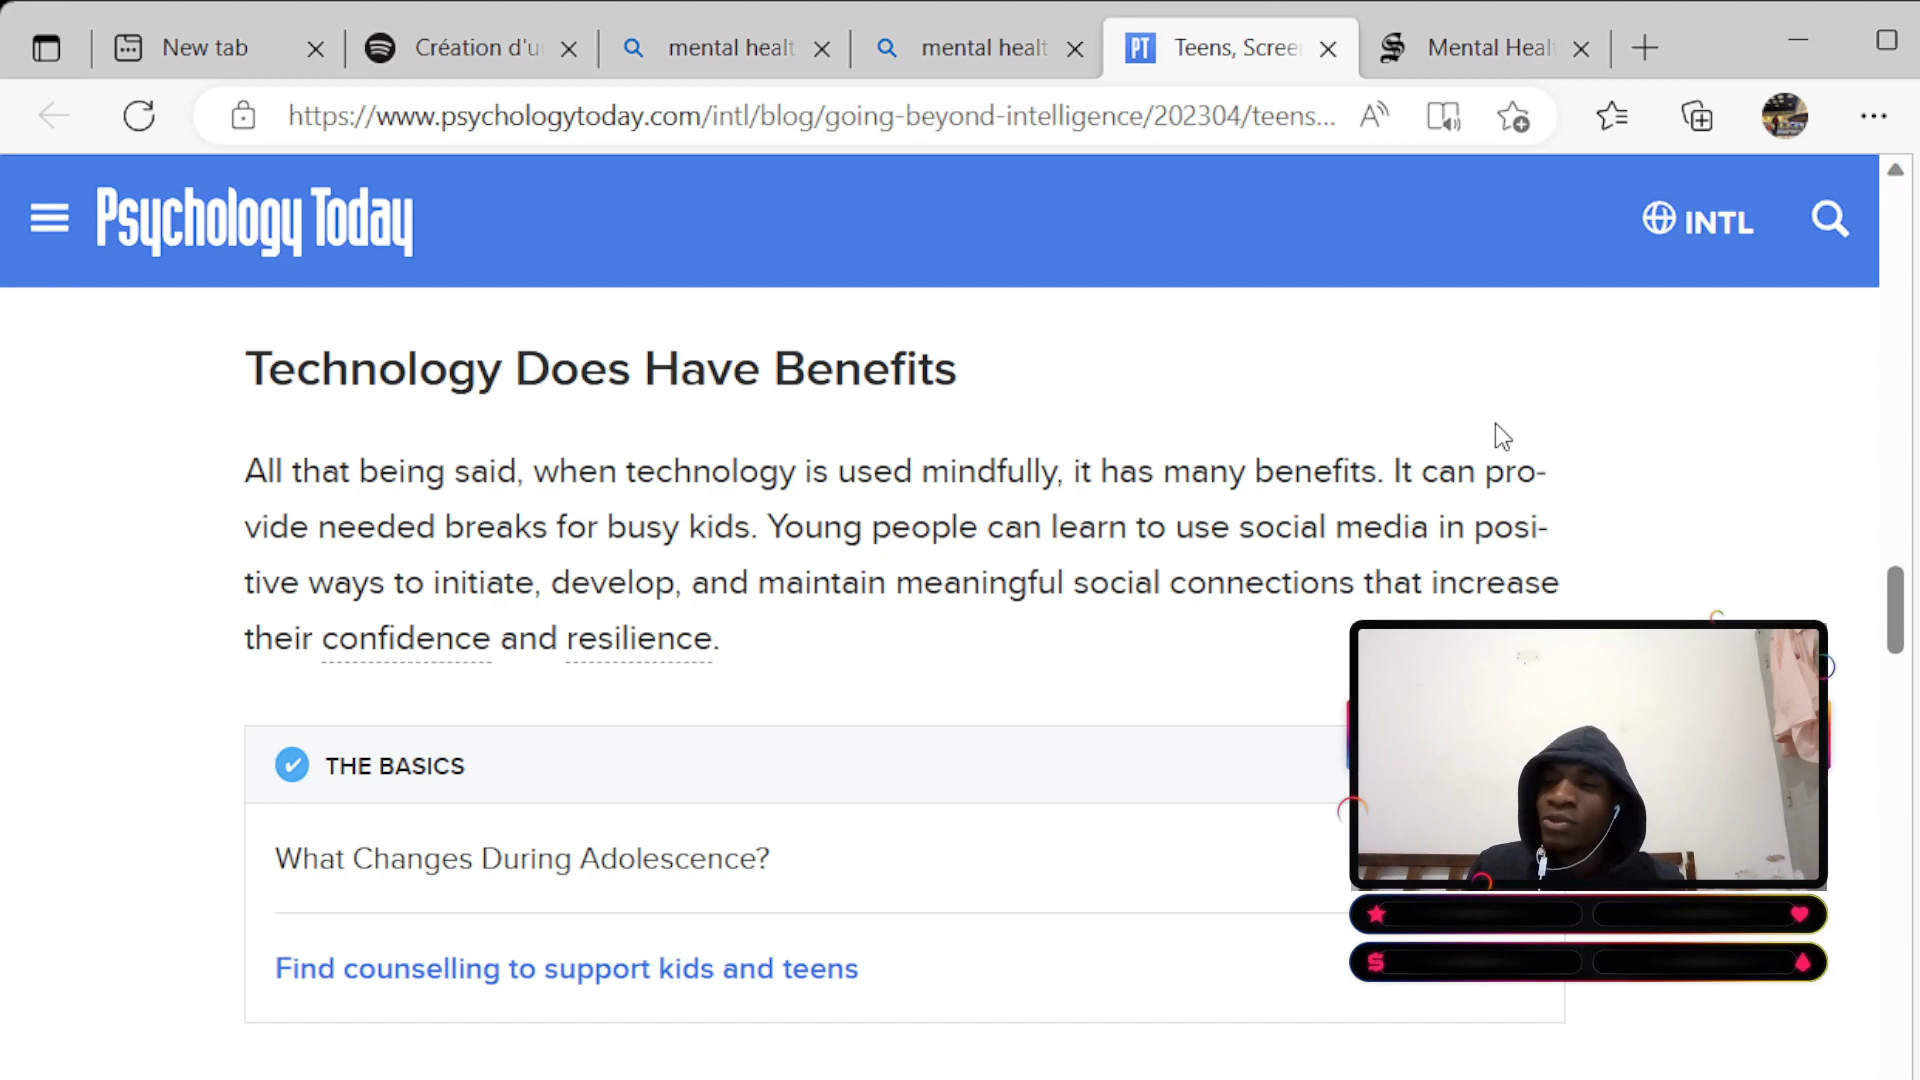 New tab
Création d'u
mental healt
mental healt
PT
Teens, Scree
Mental Healt
https://www.psychologytoday.com/intl/blog/going-beyond-intelligence/202304/teens...
Psychology Today
INTL
Technology Does Have Benefits
All that being said, when technology is used mindfully, it has many benefits. It can pro-
vide needed breaks for busy kids. Young people can learn to use social media in posi-
tive ways to initiate, develop, and maintain meaningful social connections that increase
their confidence and resilience.
THE BASICS
What Changes During Adolescence?
Find counselling to support kids and teens